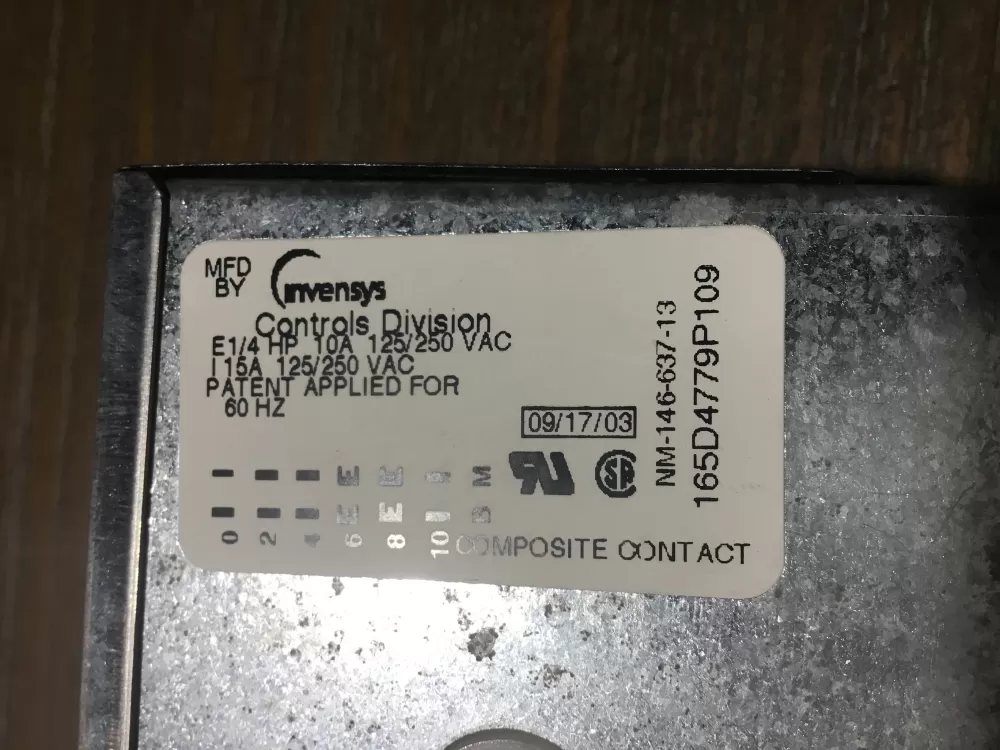 MFD
BY
invensys
Controls Division
E1/4 HP 10A 125/250 VAC
I 15A 125/250 VAC
PATENT APPLIED FOR
60 HZ
09/17/03
NM-146-637-13
165D4779P109
I I I E E I M
I I I E E I B
0 2 4 6 8 10
COMPOSITE CONTACT